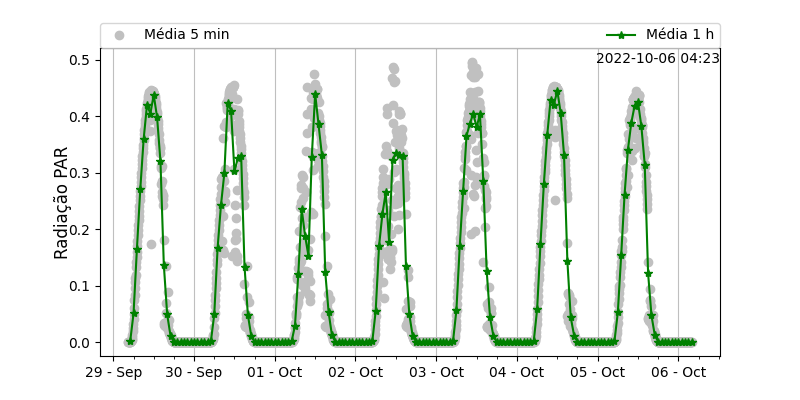 Média 5 min
Média 1 h
2022-10-06 04:23
Radiação PAR
0.5
0.4
0.3
0.2
0.1
0.0
29 - Sep
30 - Sep
01 - Oct
02 - Oct
03 - Oct
04 - Oct
05 - Oct
06 - Oct